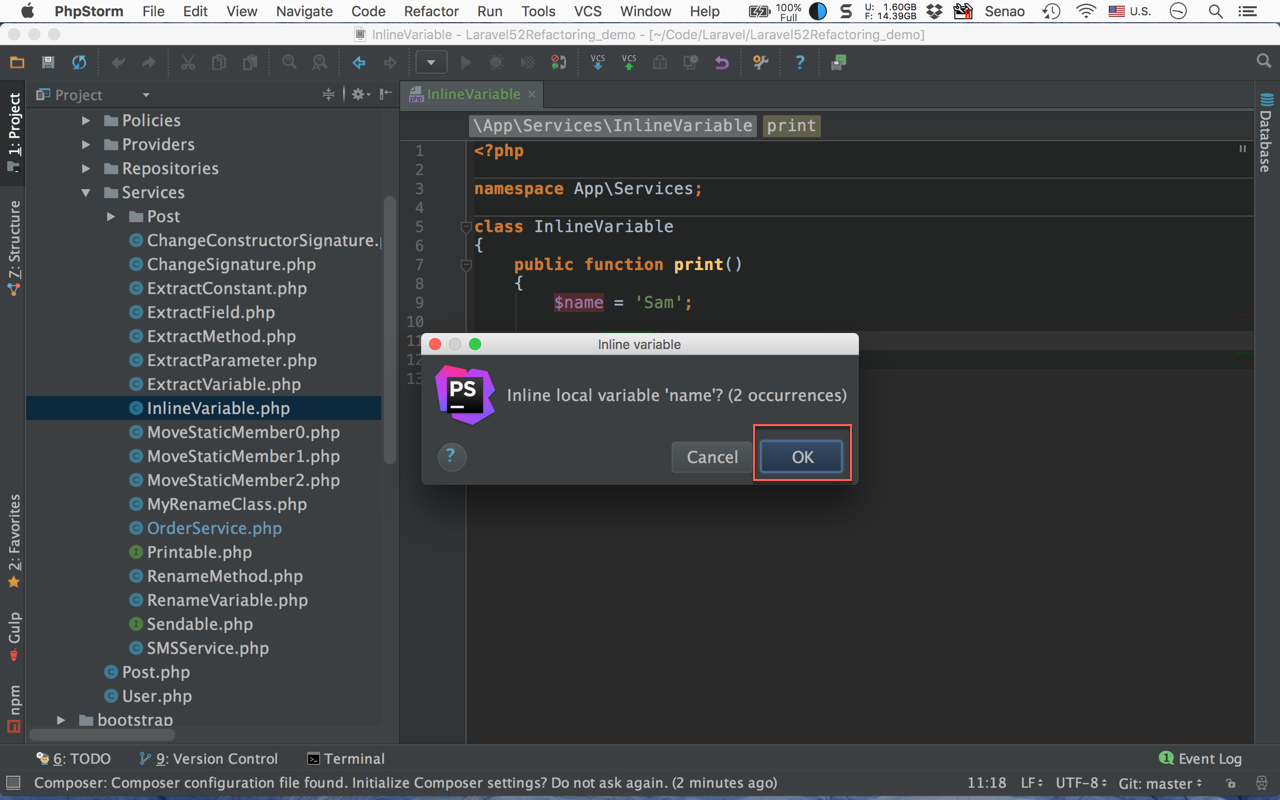 PhpStorm File Edit View Navigate Code Refactor Run Tools VCS Window Help 100% Full S U: 1.60GB F: 14.39GB Senao U.S.
InlineVariable - Laravel52Refactoring_demo - [~/Code/Laravel/Laravel52Refactoring_demo]
VCS VCS ?
Project
InlineVariable ×
1: Project
7: Structure
2: Favorites
Gulp
npm
Policies
Providers
Repositories
Services
Post
ChangeConstructorSignature.
ChangeSignature.php
ExtractConstant.php
ExtractField.php
ExtractMethod.php
ExtractParameter.php
ExtractVariable.php
InlineVariable.php
MoveStaticMember0.php
MoveStaticMember1.php
MoveStaticMember2.php
MyRenameClass.php
OrderService.php
Printable.php
RenameMethod.php
RenameVariable.php
Sendable.php
SMSService.php
Post.php
User.php
bootstrap
\App\Services\InlineVariable print
1 <?php
2
3 namespace App\Services;
4
5 class InlineVariable
6 {
7 public function print()
8 {
9 $name = 'Sam';
10
11
12
13
Inline variable
PS
Inline local variable 'name'? (2 occurrences)
? Cancel OK
Database
6: TODO 9: Version Control Terminal 1 Event Log
Composer: Composer configuration file found. Initialize Composer settings? Do not ask again. (2 minutes ago) 11:18 LF UTF-8 Git: master